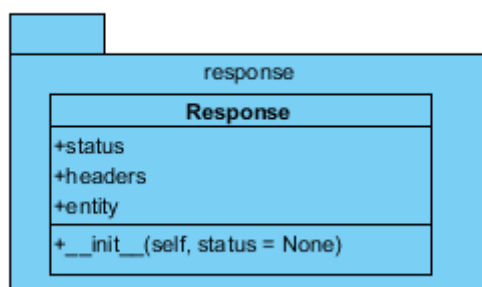 response
Response
+status
+headers
+entity
+__init__(self, status = None)